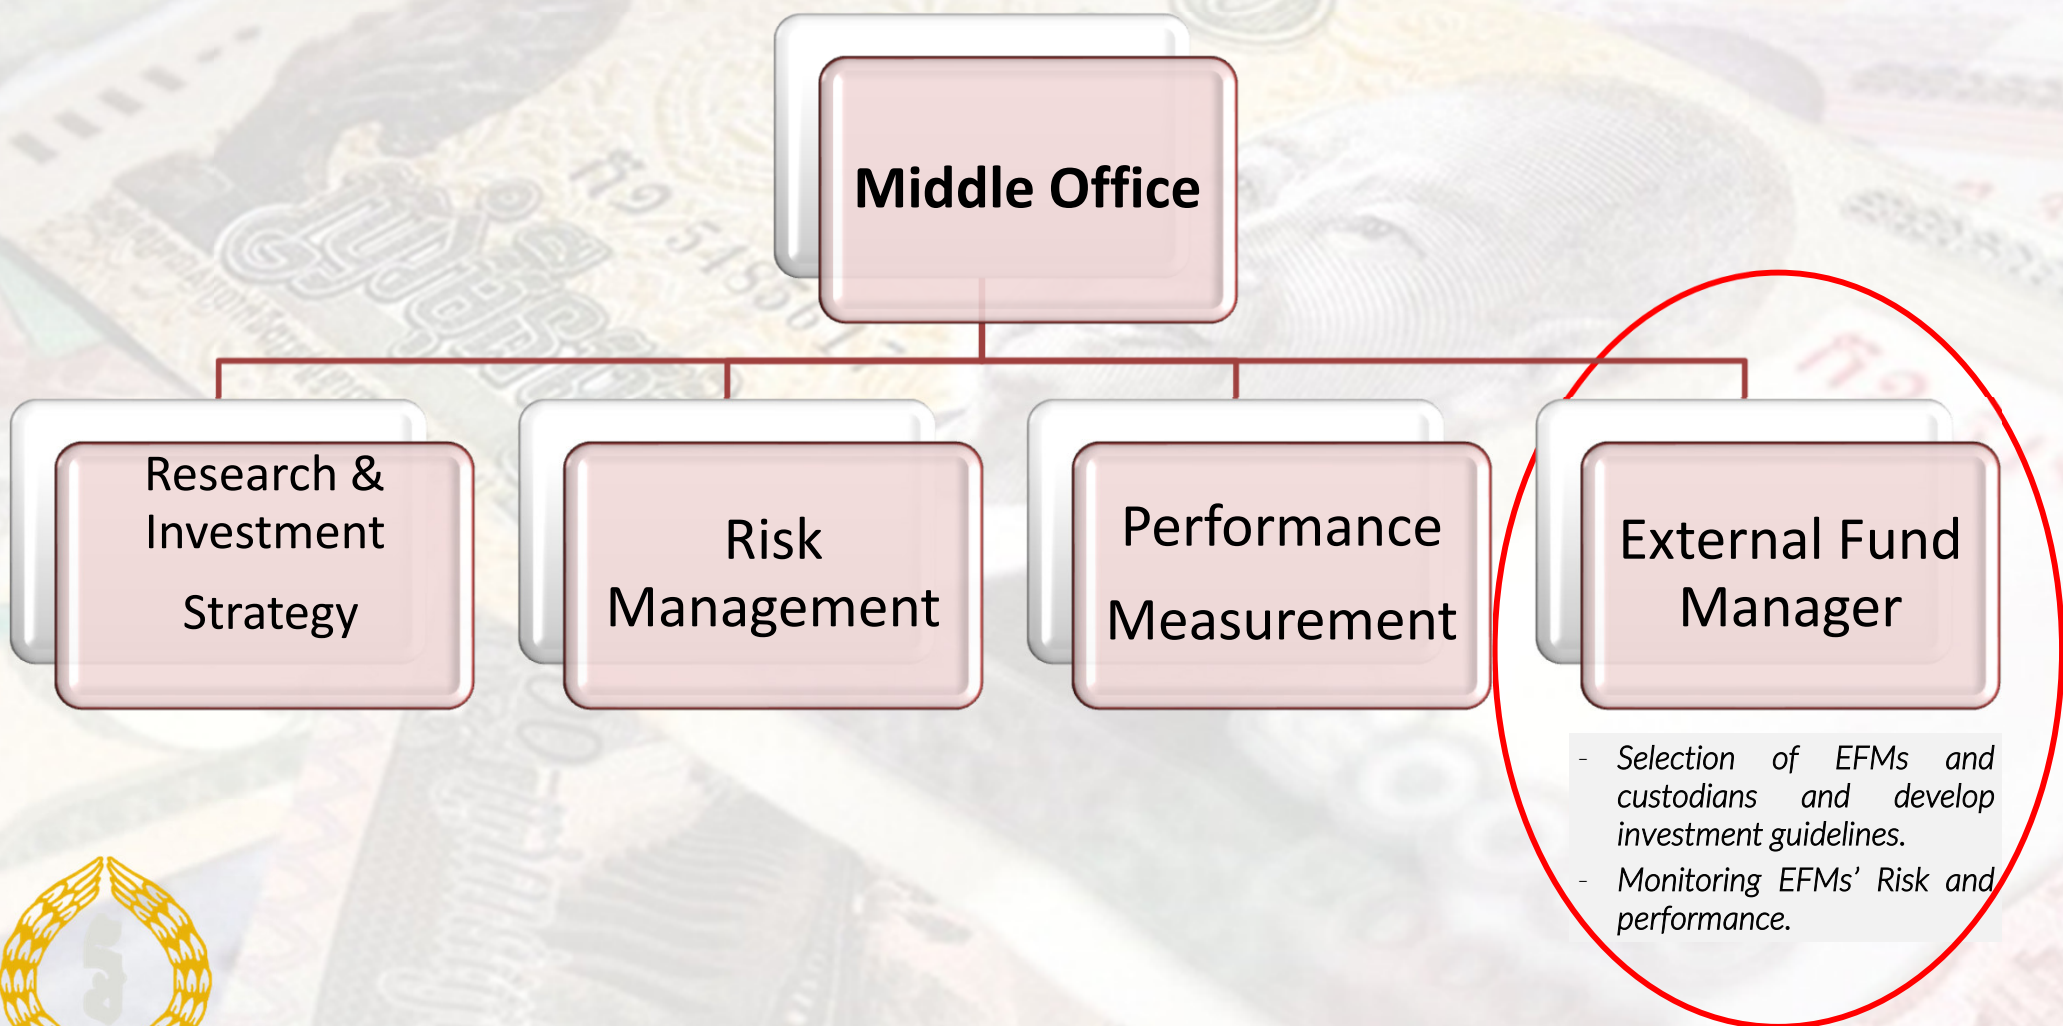 Middle Office
Research &
Investment
Strategy
Risk
Management
Performance
Measurement
External Fund
Manager
- Selection of EFMs and
custodians and develop
investment guidelines.
- Monitoring EFMs’ Risk and
performance.